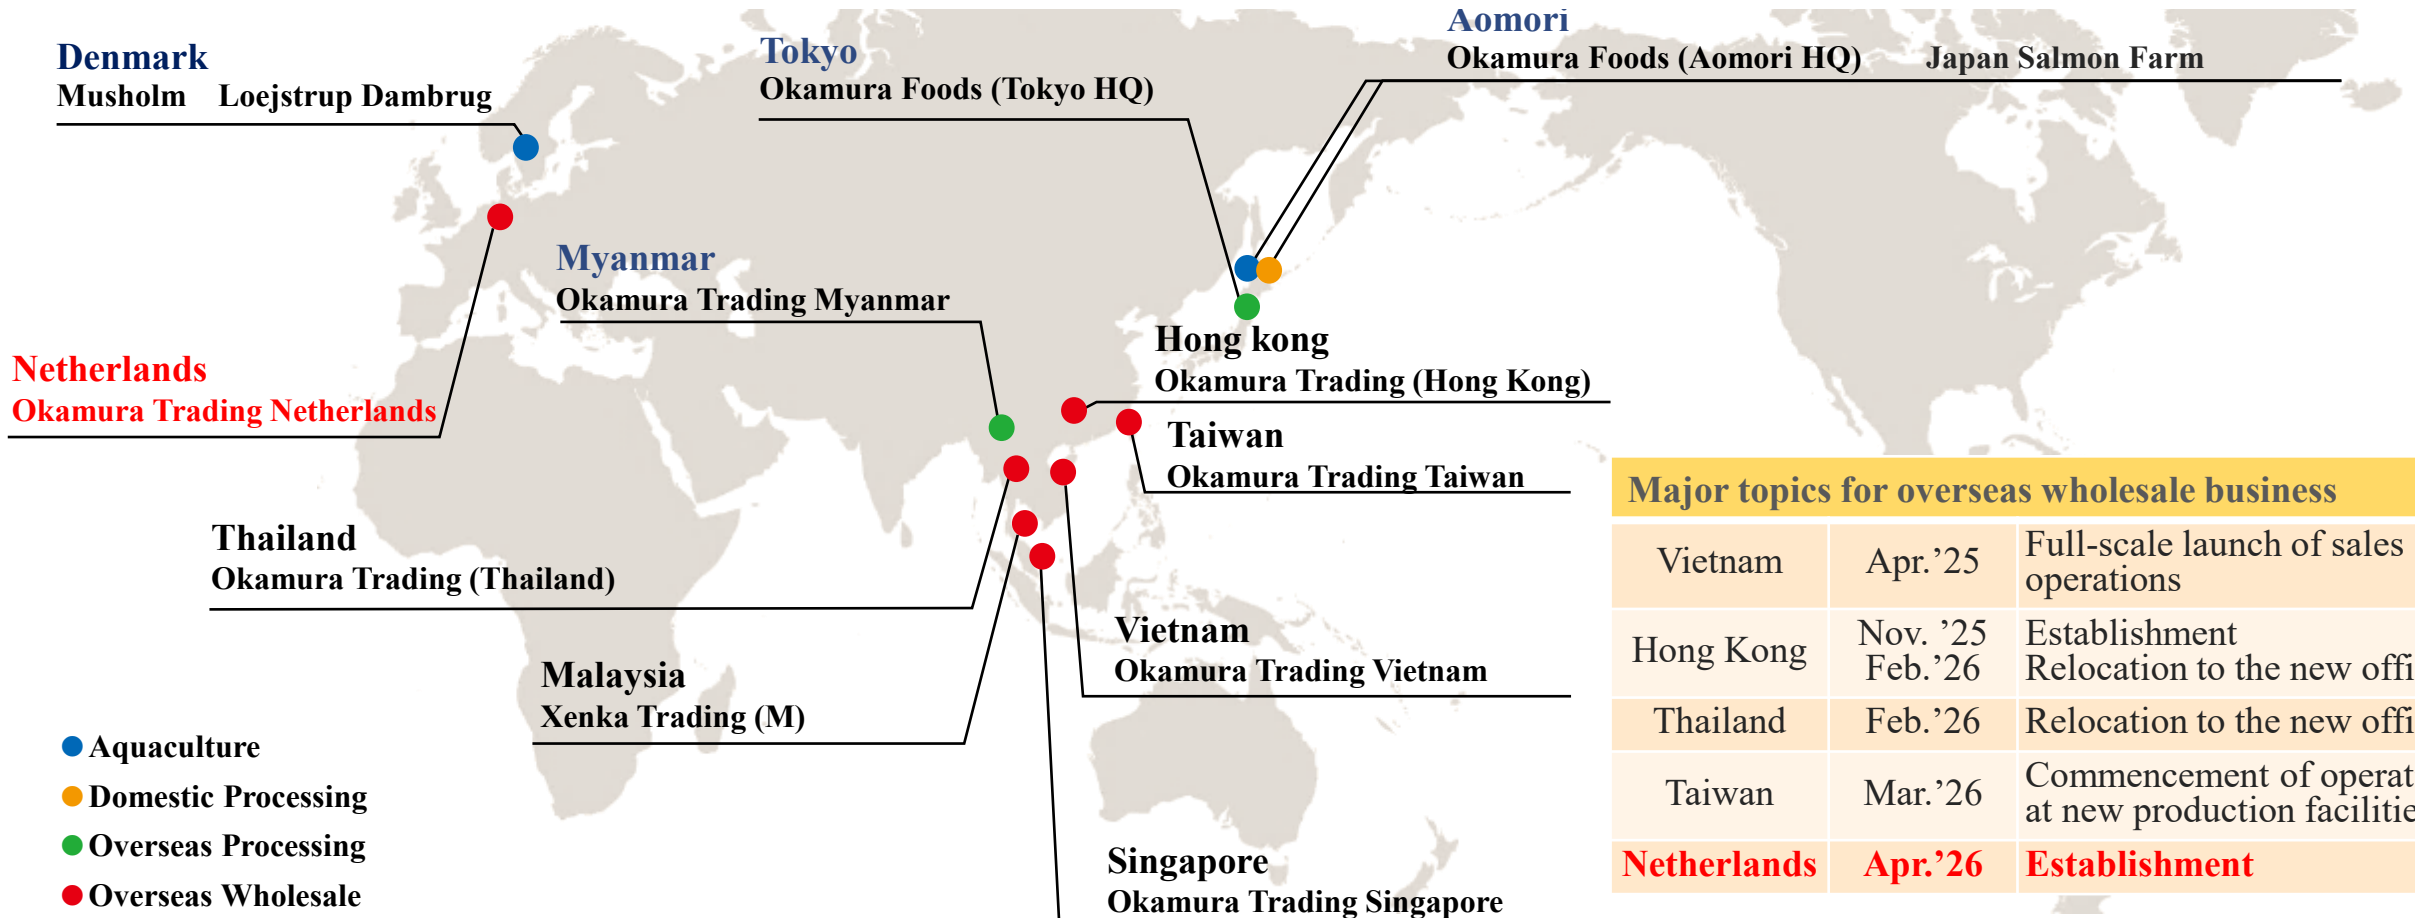 Aomori
Okamura Foods (Aomori HQ) Japan Salmon Farm
Denmark
Musholm Loejstrup Dambrug
Tokyo
Okamura Foods (Tokyo HQ)
Myanmar
Okamura Trading Myanmar
Netherlands
Okamura Trading Netherlands
Hong kong
Okamura Trading (Hong Kong)
Taiwan
Okamura Trading Taiwan
Thailand
Okamura Trading (Thailand)
Vietnam
Okamura Trading Vietnam
Malaysia
Xenka Trading (M)
Singapore
Okamura Trading Singapore
Aquaculture
Domestic Processing
Overseas Processing
Overseas Wholesale
Major topics for overseas wholesale business
Vietnam Apr.’25 Full-scale launch of sales
operations
Hong Kong
Nov. ’25 Establishment
Feb.’26 Relocation to the new
Thailand Feb.’26 Relocation to the new
Taiwan Mar.’26 Commencement of
at new production
Netherlands Apr.’26 Establishment